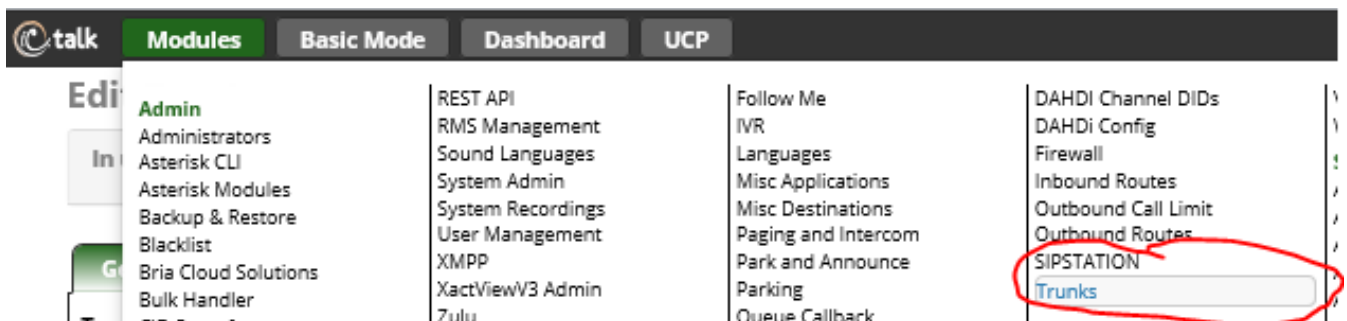 talk Modules Basic Mode Dashboard UCP
Edi
In
Admin
Administrators
Asterisk CLI
Asterisk Modules
Backup & Restore
Blacklist
Bria Cloud Solutions
Bulk Handler
REST API
RMS Management
Sound Languages
System Admin
System Recordings
User Management
XMPP
XactViewV3 Admin
Zulu
Follow Me
IVR
Languages
Misc Applications
Misc Destinations
Paging and Intercom
Park and Announce
Parking
Queue Callback
DAHDI Channel DIDs
DAHDi Config
Firewall
Inbound Routes
Outbound Call Limit
Outbound Routes
SIPSTATION
Trunks